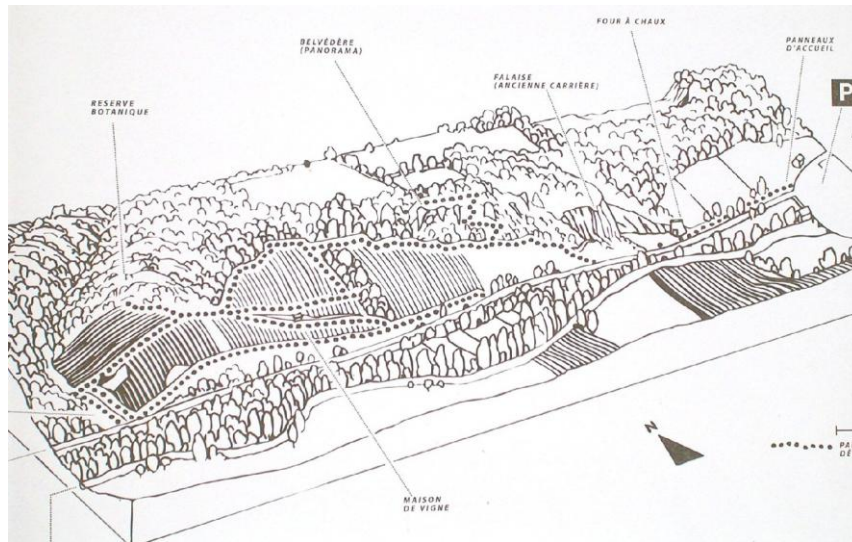 FOUR À CHAUX
PANNEAUX
D'ACCUEIL
BELVÉDÈRE
(PANORAMA)
FALAISE
(ANCIENNE CARRIÈRE)
P
RESERVE
BOTANIQUE
N
MAISON
DE VIGNE